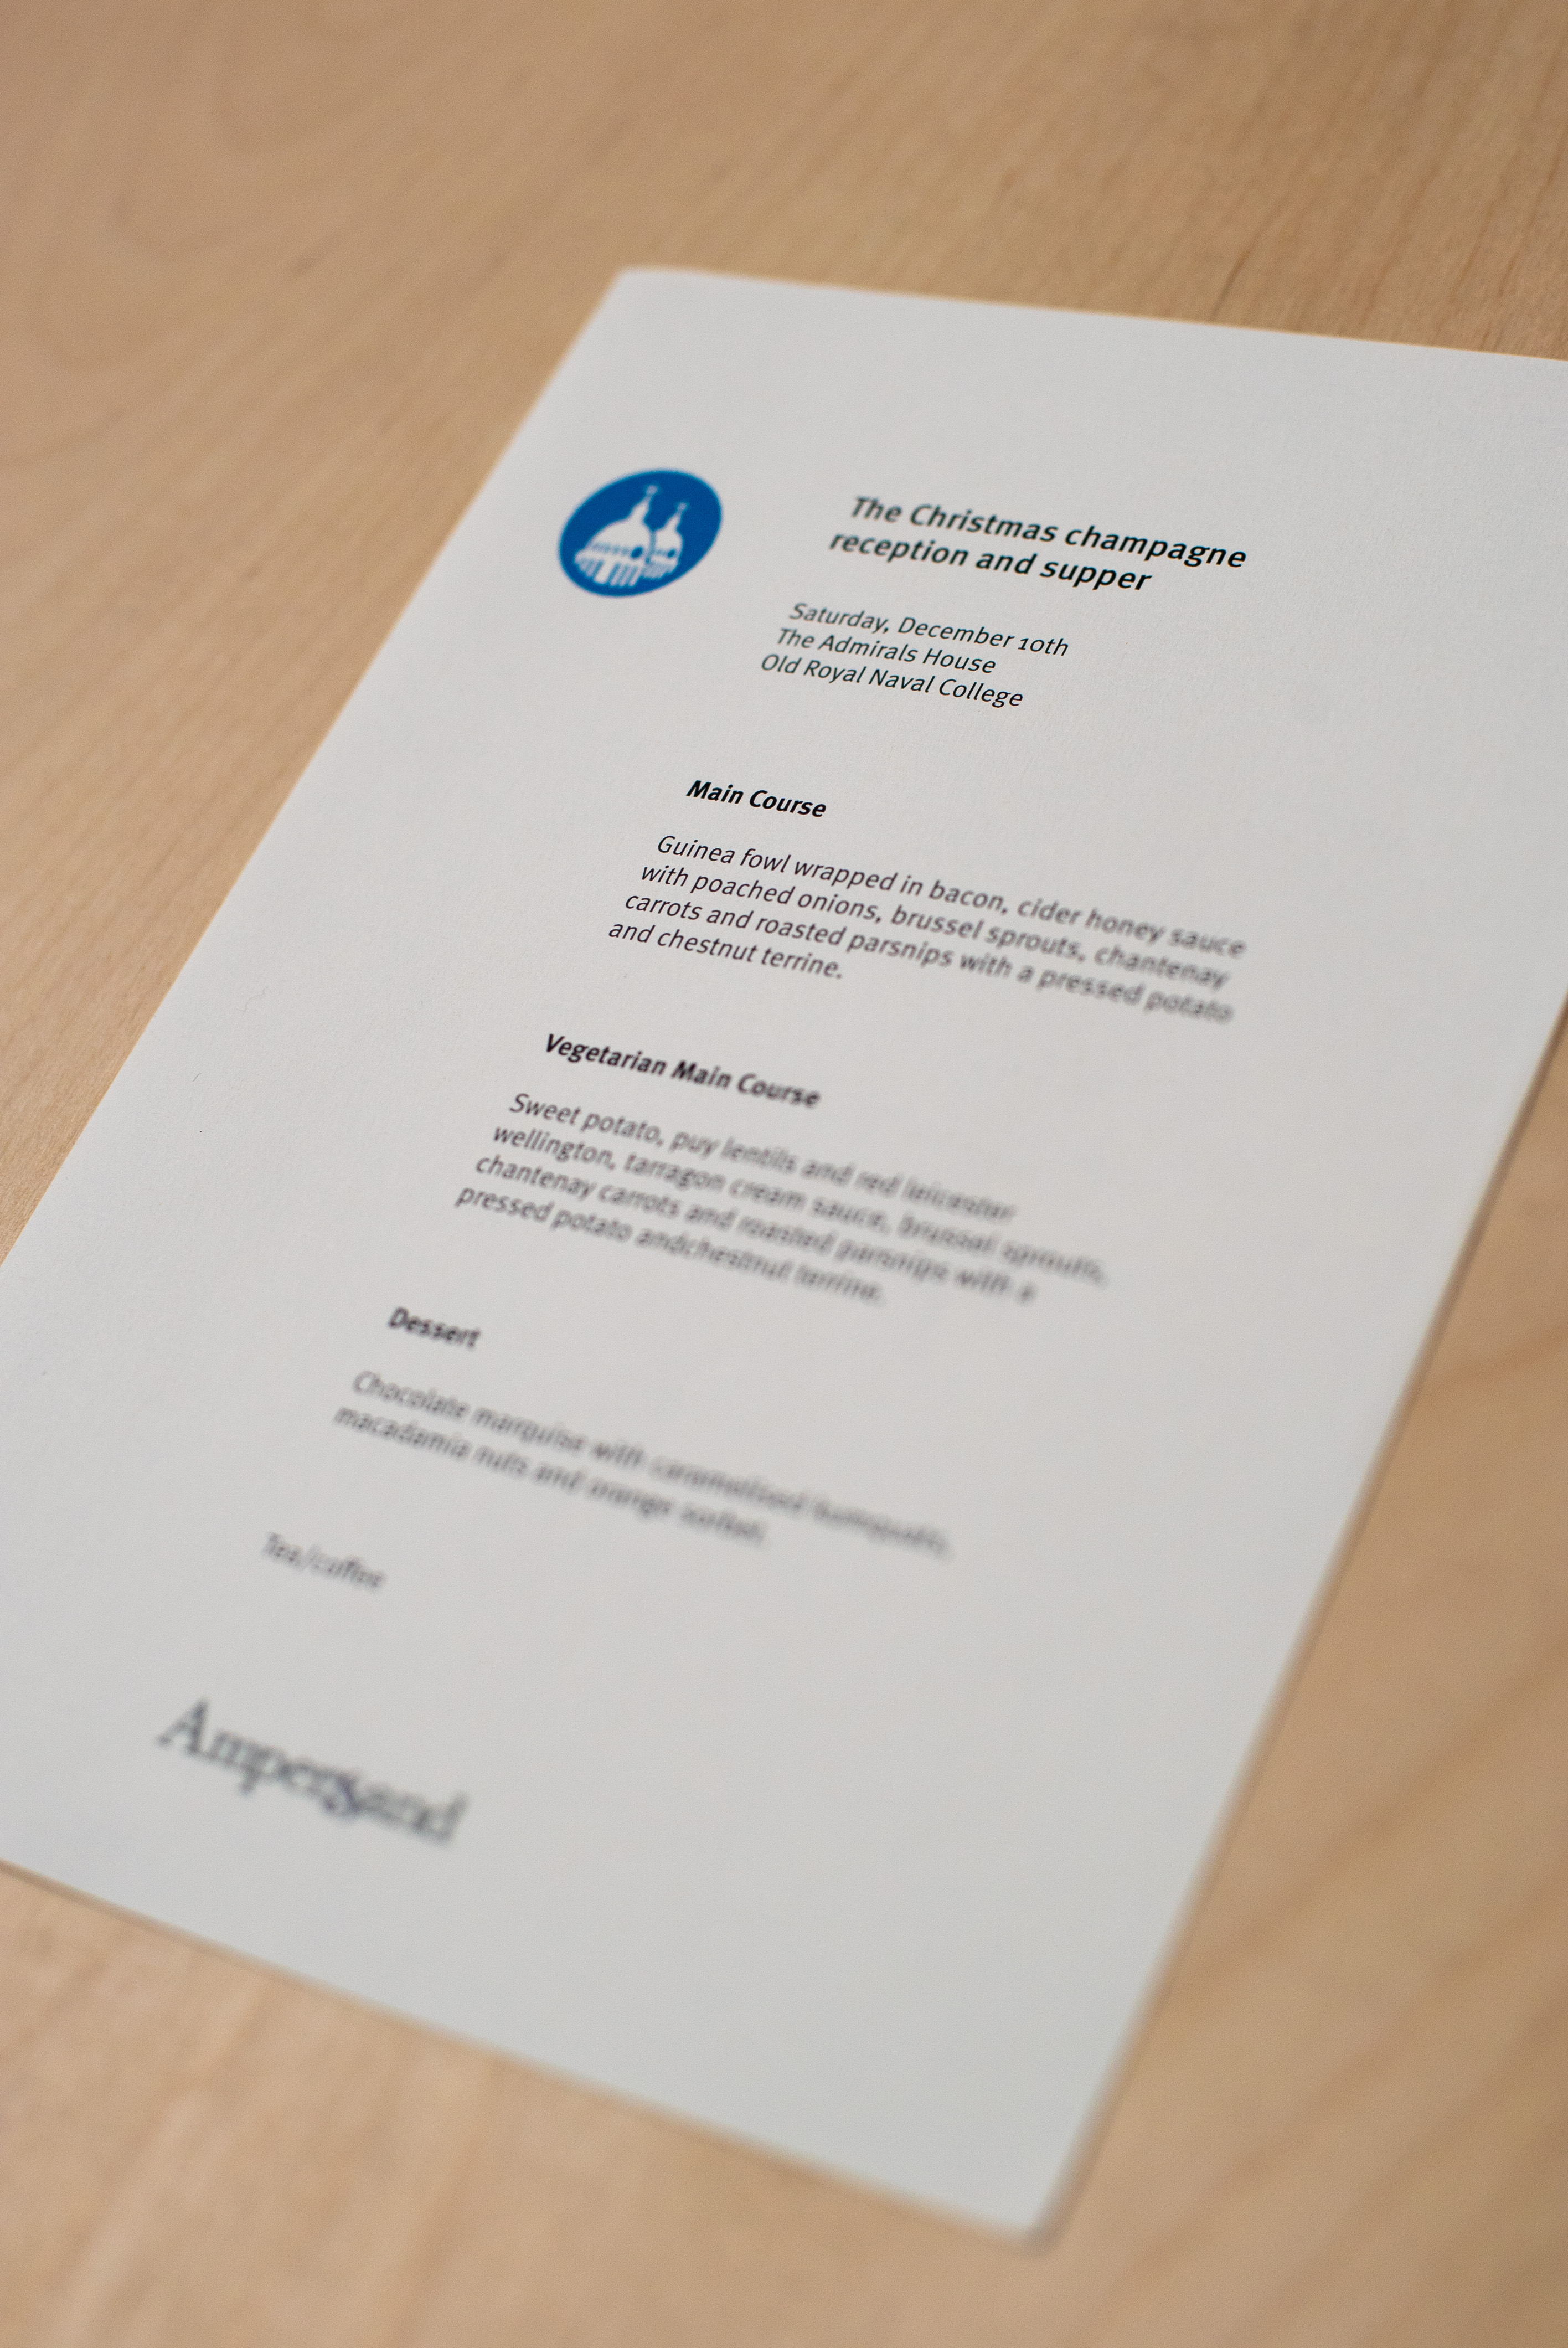 The Christmas champagne
reception and supper
Saturday, December 10th
The Admirals House
Old Royal Naval College
Main Course
Guinea fowl wrapped in bacon, cider honey sauce
with poached onions, brussel sprouts, chantenay
carrots and roasted parsnips with a pressed potato
and chestnut terrine.
Vegetarian Main Course
Sweet potato, puy lentils and red leicester
wellington, tarragon cream sauce, brussel sprouts,
chantenay carrots and roasted parsnips with a
pressed potato andchestnut terrine.
Dessert
Chocolate marquise with caramelised kumquats,
macadamia nuts and orange sorbet.
Tea/coffee
Ampersand